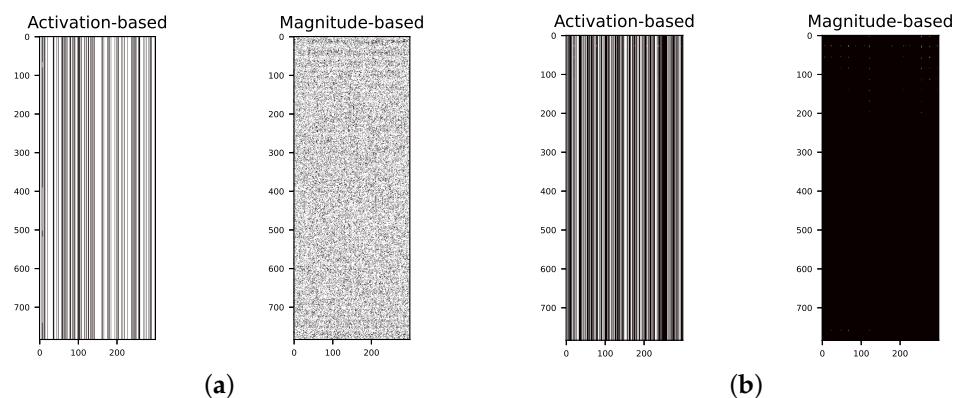 Activation-based Magnitude-based Activation-based Magnitude-based
0 0 0 0
100 100 100 100
200 200 200 200
300 300 300 300
400 400 400 400
500 500 500 500
600 600 600 600
700 700 700 700
0 100 200 0 100 200 0 100 200 0 100 200
(a) (b)